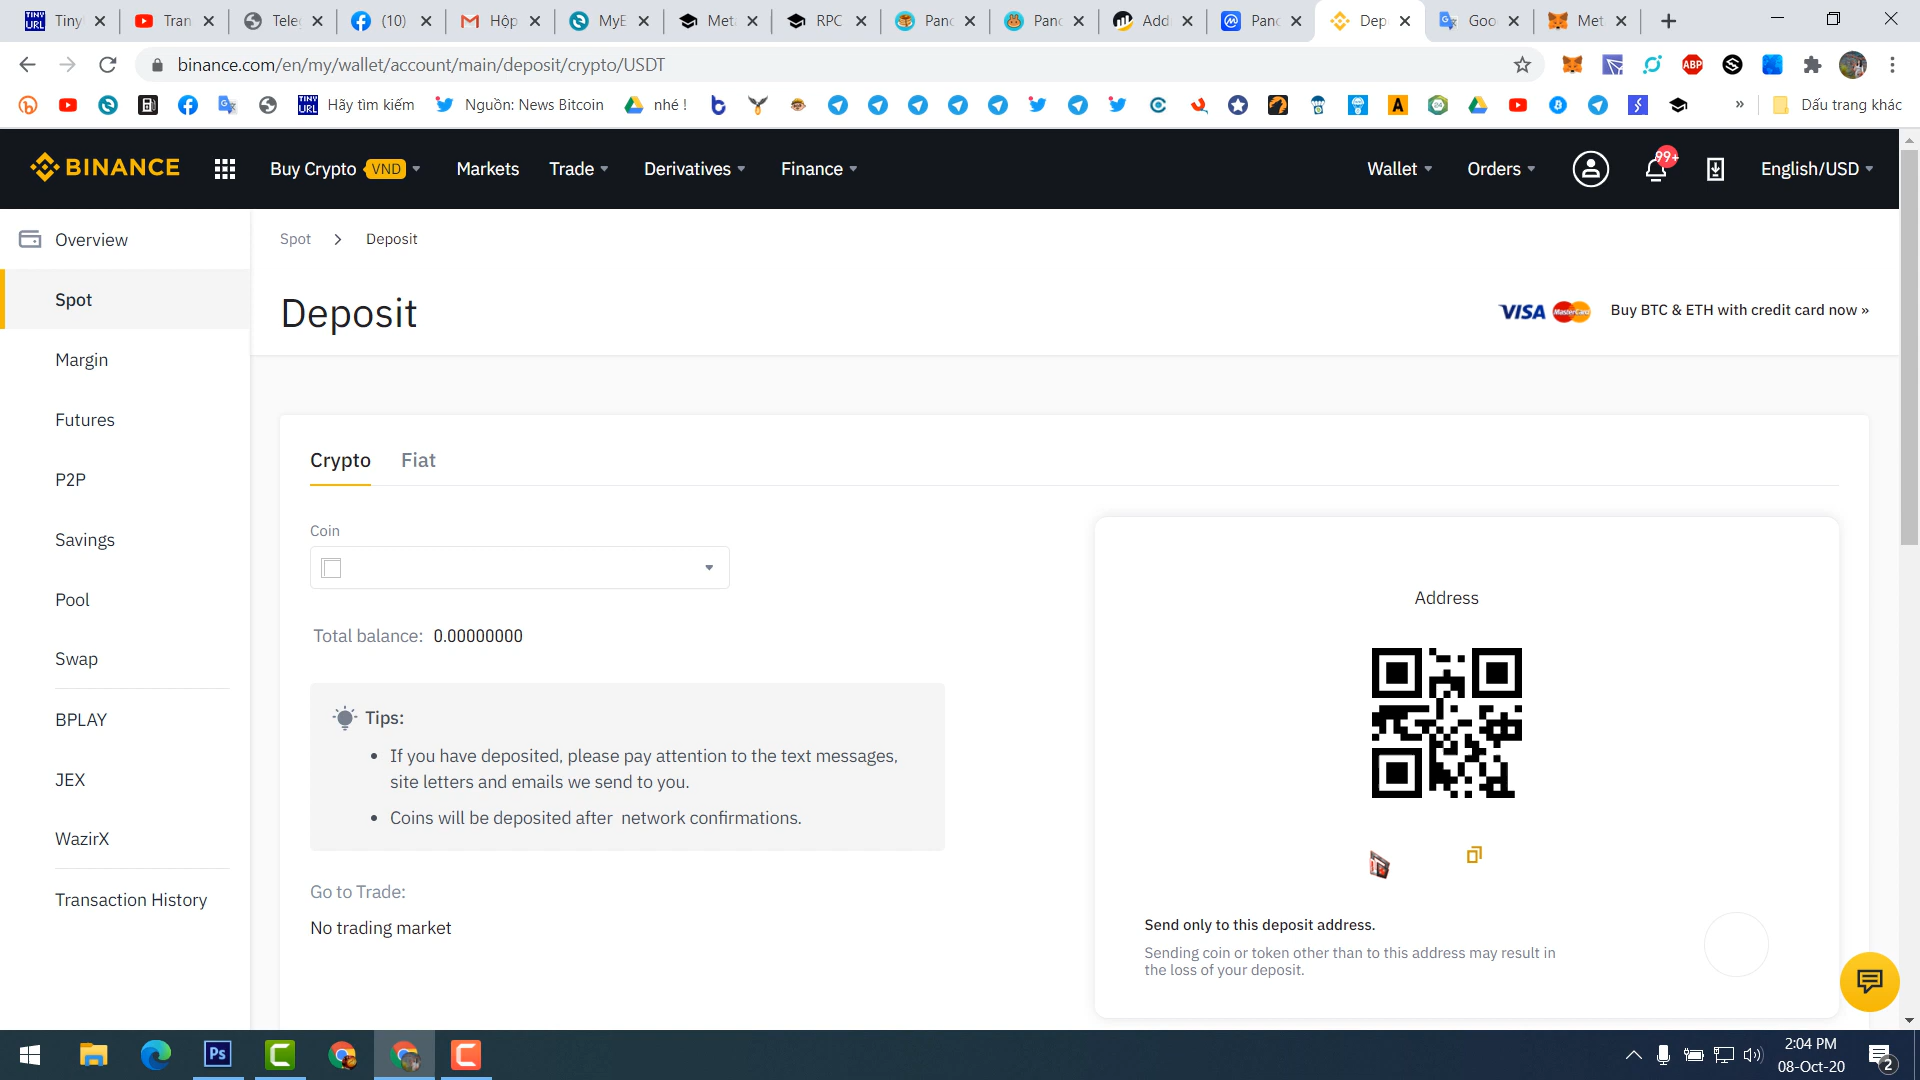 Tiny
Tran
Tele
(10)
Hộp
MyE
Meta
RPC
Panc
Panc
Add
Panc
Dep
Goo
Met
binance.com/en/my/wallet/account/main/deposit/crypto/USDT
ABP
TINY URL
Hãy tìm kiếm
Nguồn: News Bitcoin
nhé !
»
Dấu trang khác
BINANCE
Buy Crypto VND
Markets
Trade
Derivatives
Finance
Wallet
Orders
99+
English/USD
Overview
Spot
Margin
Futures
P2P
Savings
Pool
Swap
BPLAY
JEX
WazirX
Transaction History
Spot > Deposit
Deposit
VISA MasterCard Buy BTC & ETH with credit card now »
Crypto Fiat
Coin
Total balance: 0.00000000
Tips:
• If you have deposited, please pay attention to the text messages,
site letters and emails we send to you.
• Coins will be deposited after network confirmations.
Go to Trade:
No trading market
Address
Send only to this deposit address.
Sending coin or token other than to this address may result in
the loss of your deposit.
Ps
2:04 PM
08-Oct-20
2